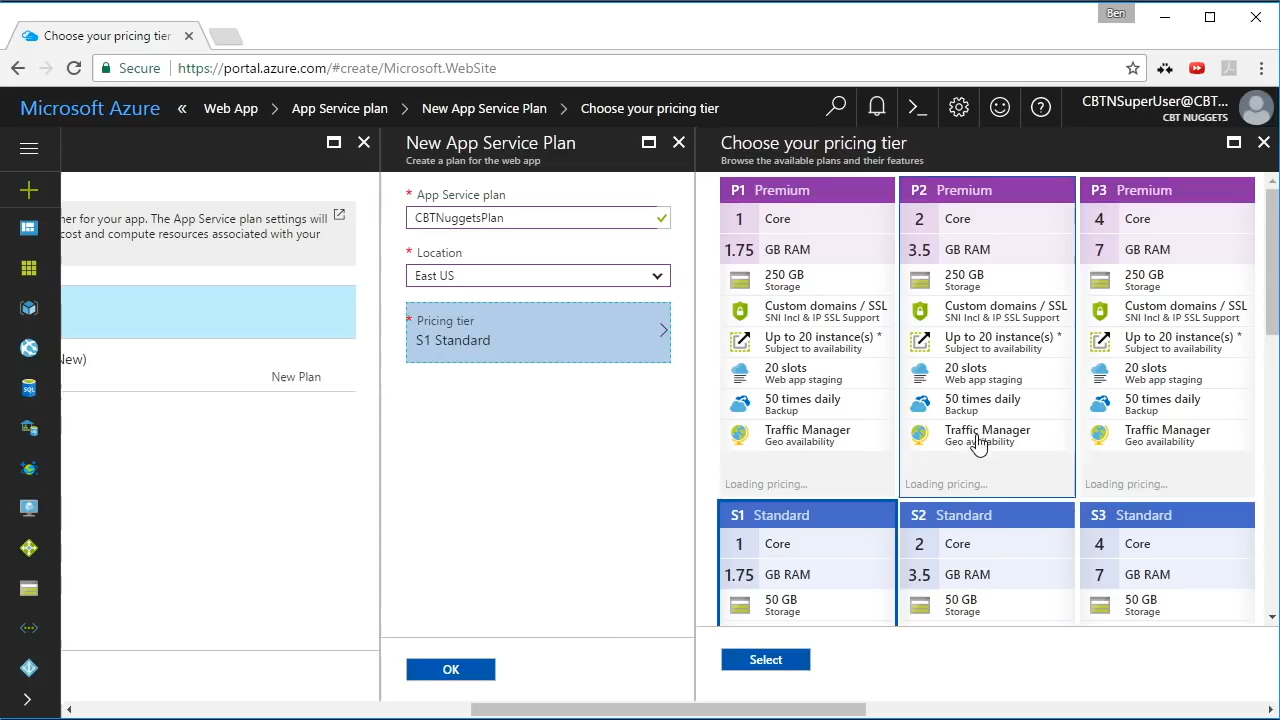 Ben
Choose your pricing tier
Secure
https://portal.azure.com/#create/Microsoft.WebSite
Microsoft Azure
«
Web App
App Service plan
New App Service Plan
Choose your pricing tier
CBTNSuperUser@CBT...
CBT NUGGETS
ner for your app. The App Service plan settings will
cost and compute resources associated with your
New)
New Plan
New App Service Plan
Create a plan for the web app
* App Service plan
CBTNuggetsPlan
* Location
East US
* Pricing tier
S1 Standard
OK
Choose your pricing tier
Browse the available plans and their features
P1 Premium
1 Core
1.75 GB RAM
250 GB
Storage
Custom domains / SSL
SNI Incl & IP SSL Support
Up to 20 instance(s) *
Subject to availability
20 slots
Web app staging
50 times daily
Backup
Traffic Manager
Geo availability
Loading pricing...
P2 Premium
2 Core
3.5 GB RAM
250 GB
Storage
Custom domains / SSL
SNI Incl & IP SSL Support
Up to 20 instance(s) *
Subject to availability
20 slots
Web app staging
50 times daily
Backup
Traffic Manager
Geo availability
Loading pricing...
P3 Premium
4 Core
7 GB RAM
250 GB
Storage
Custom domains / SSL
SNI Incl & IP SSL Support
Up to 20 instance(s) *
Subject to availability
20 slots
Web app staging
50 times daily
Backup
Traffic Manager
Geo availability
Loading pricing...
S1 Standard
1 Core
1.75 GB RAM
50 GB
Storage
S2 Standard
2 Core
3.5 GB RAM
50 GB
Storage
S3 Standard
4 Core
7 GB RAM
50 GB
Storage
Select